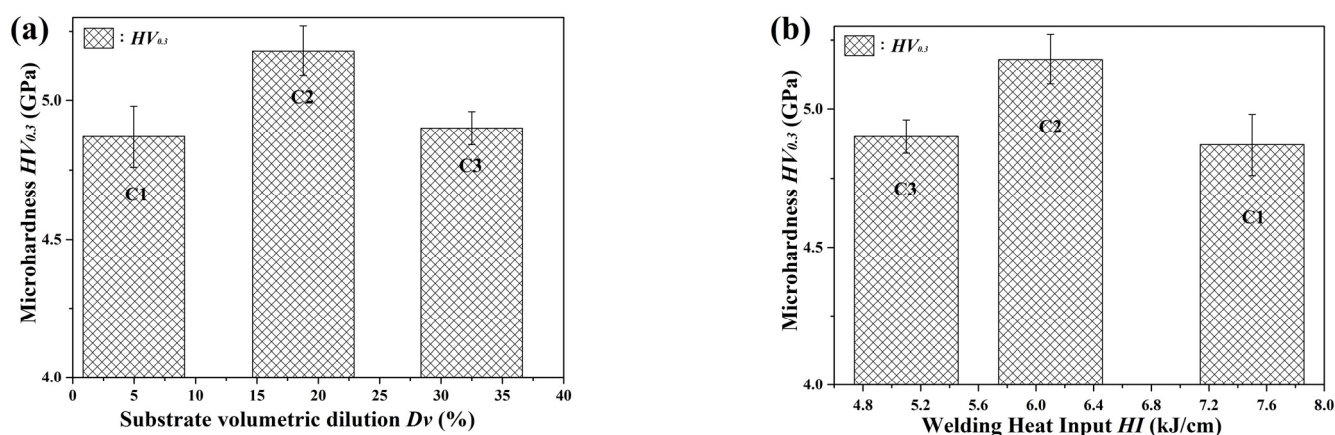 (a)
: HV0.3
Microhardness HV0.3 (GPa)
5.0
4.5
4.0
C1
C2
C3
0 5 10 15 20 25 30 35 40
Substrate volumetric dilution Dv (%)
(b)
: HV0.3
Microhardness HV0.3 (GPa)
5.0
4.5
4.0
C3
C2
C1
4.8 5.2 5.6 6.0 6.4 6.8 7.2 7.6 8.0
Welding Heat Input HI (kJ/cm)